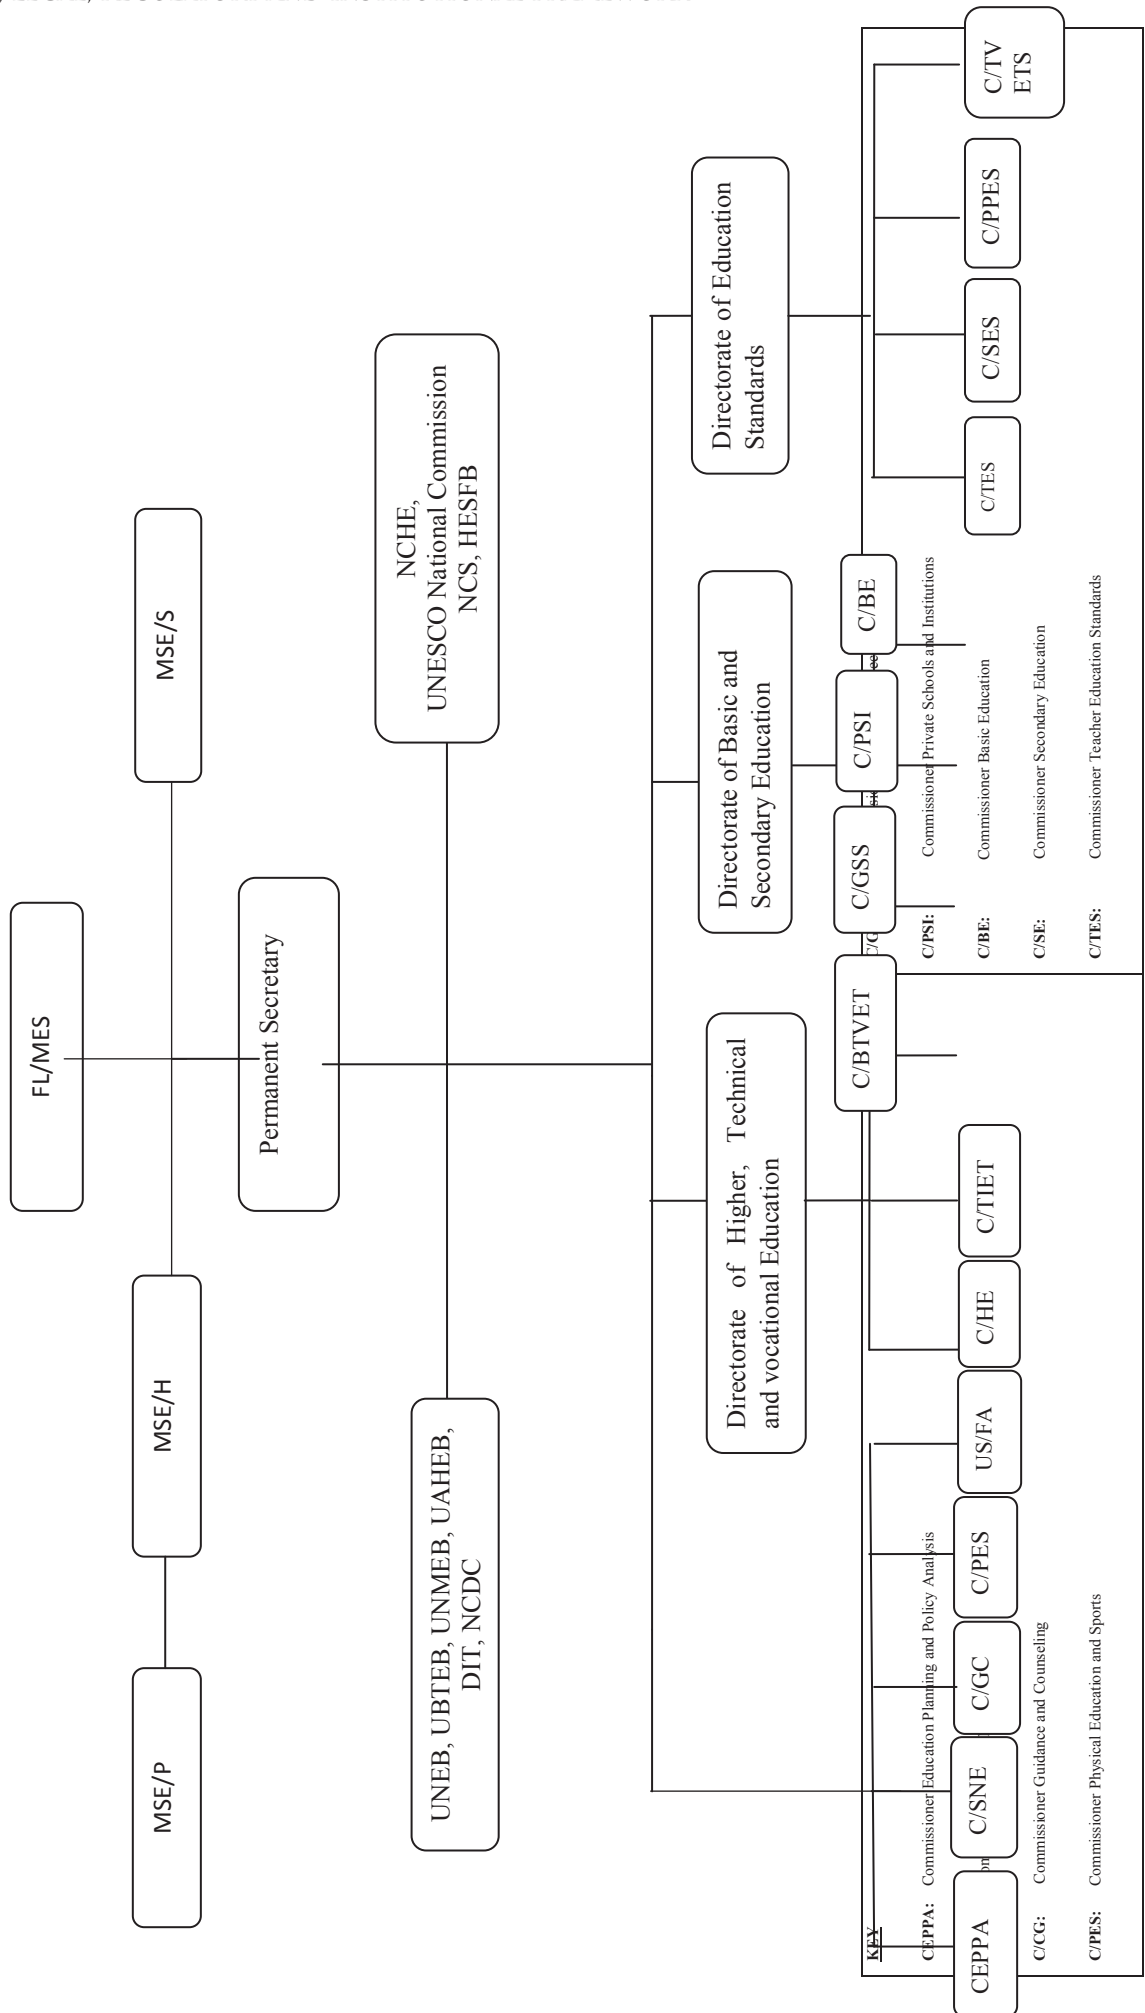 FL/MES
MSE/P
MSE/H
MSE/S
Permanent Secretary
UNEB, UBTEB, UNMEB, UAHEB,
DIT, NCDC
NCHE,
UNESCO National Commission
NCS, HESFB
Directorate of Higher, Technical
and vocational Education
Directorate of Basic and
Secondary Education
Directorate of Education
Standards
CEPPA
C/SNE
C/GC
C/PES
US/FA
C/HE
C/TIET
C/BTVET
C/GSS
C/PSI
C/BE
C/TES
C/SES
C/PPES
C/TV
ETS
KEY
CEPPA: Commissioner Education Planning and Policy Analysis
C/CG: Commissioner Guidance and Counseling
C/PES: Commissioner Physical Education and Sports
C/PSI: Commissioner Private Schools and Institutions
C/BE: Commissioner Basic Education
C/SE: Commissioner Secondary Education
C/TES: Commissioner Teacher Education Standards